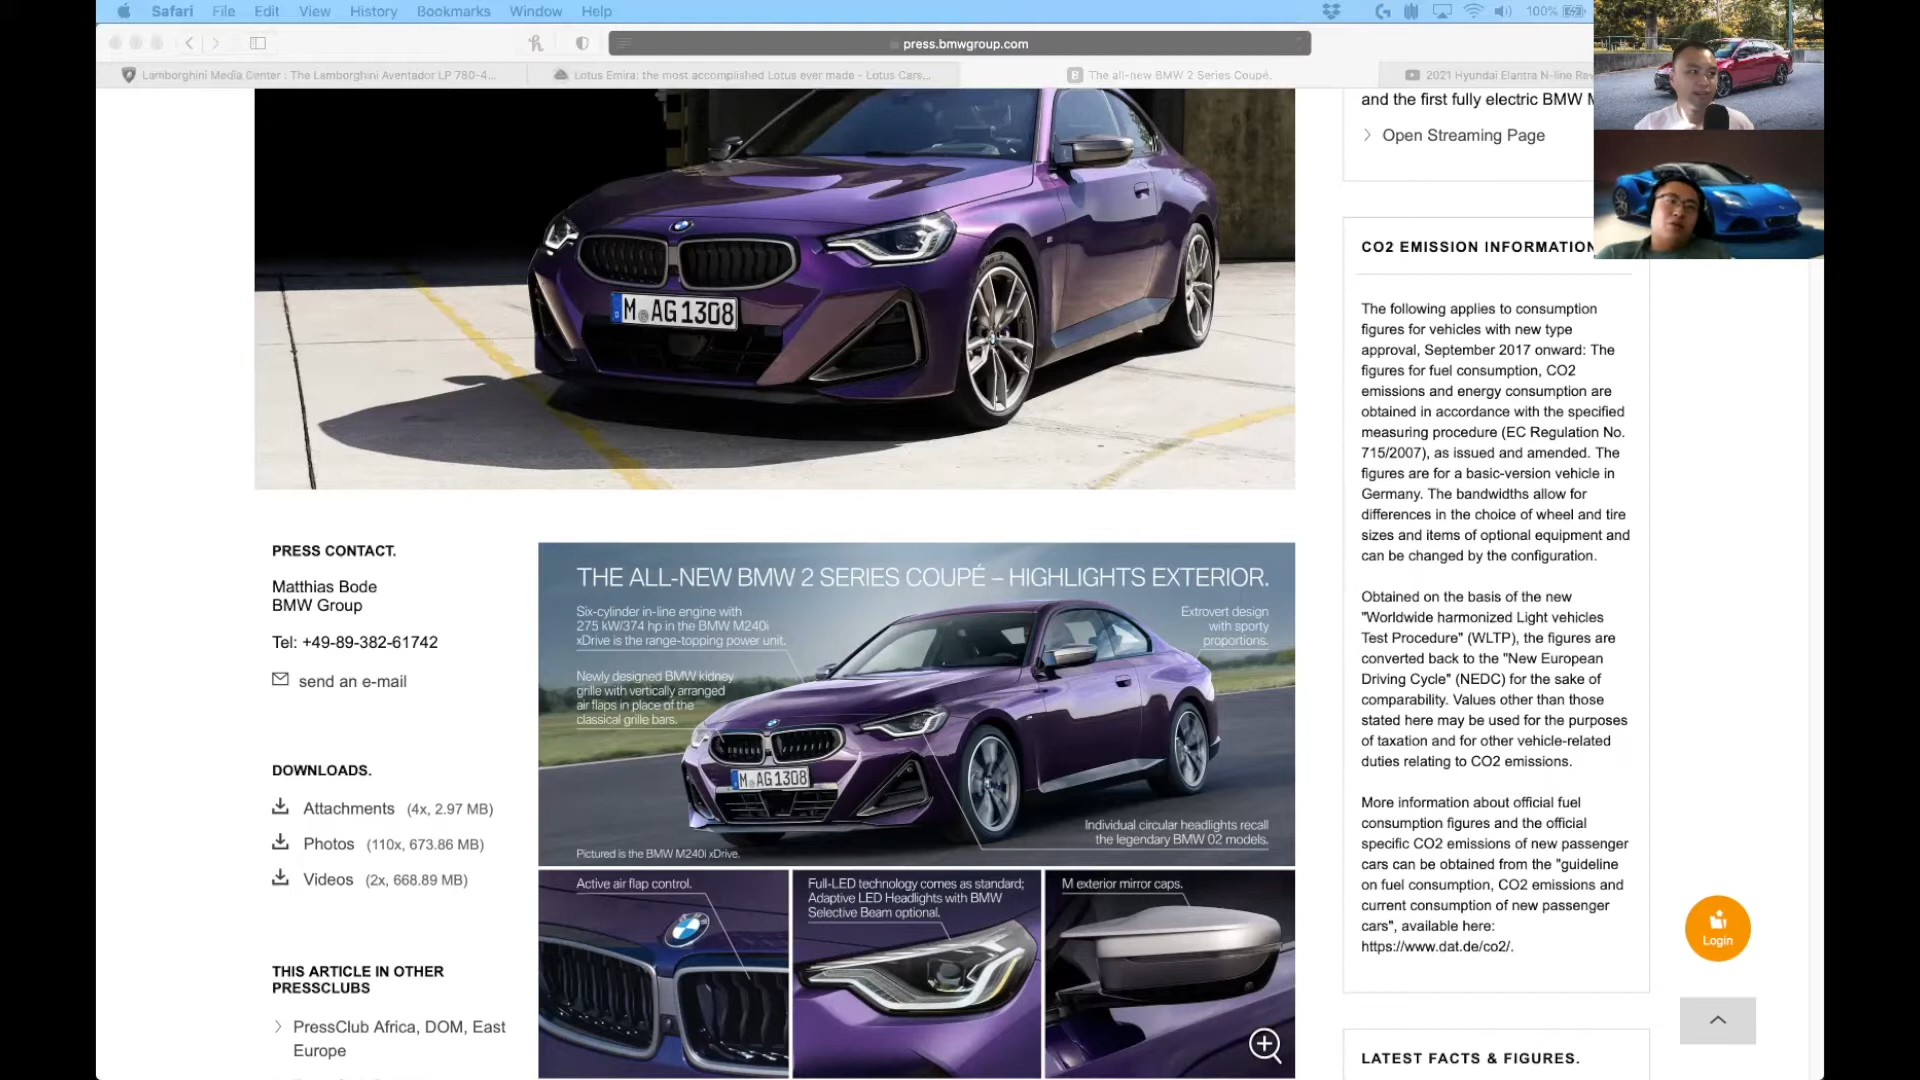 Safari File Edit View History Bookmarks Window Help
100%
press.bmwgroup.com
Lamborghini Media Center : The Lamborghini Aventador LP 780-4...
Lotus Emira: the most accomplished Lotus ever made - Lotus Cars...
The all-new BMW 2 Series Coupé.
2021 Hyundai Elantra N-line Rev
and the first fully electric BMW
Open Streaming Page
M AG 1308
CO2 EMISSION INFORMATION
The following applies to consumption
figures for vehicles with new type
approval, September 2017 onward: The
figures for fuel consumption, CO2
emissions and energy consumption are
obtained in accordance with the specified
measuring procedure (EC Regulation No.
715/2007), as issued and amended. The
figures are for a basic-version vehicle in
Germany. The bandwidths allow for
differences in the choice of wheel and tire
sizes and items of optional equipment and
can be changed by the configuration.
Obtained on the basis of the new
"Worldwide harmonized Light vehicles
Test Procedure" (WLTP), the figures are
converted back to the "New European
Driving Cycle" (NEDC) for the sake of
comparability. Values other than those
stated here may be used for the purposes
of taxation and for other vehicle-related
duties relating to CO2 emissions.
More information about official fuel
consumption figures and the official
specific CO2 emissions of new passenger
cars can be obtained from the "guideline
on fuel consumption, CO2 emissions and
current consumption of new passenger
cars", available here:
https://www.dat.de/co2/.
LATEST FACTS & FIGURES.
Login
PRESS CONTACT.
Matthias Bode
BMW Group
Tel: +49-89-382-61742
send an e-mail
DOWNLOADS.
Attachments (4x, 2.97 MB)
Photos (110x, 673.86 MB)
Videos (2x, 668.89 MB)
THIS ARTICLE IN OTHER
PRESSCLUBS
PressClub Africa, DOM, East
Europe
THE ALL-NEW BMW 2 SERIES COUPÉ – HIGHLIGHTS EXTERIOR.
Six-cylinder in-line engine with
275 kW/374 hp in the BMW M240i
xDrive is the range-topping power unit.
Newly designed BMW kidney
grille with vertically arranged
air flaps in place of the
classical grille bars.
Extrovert design
with sporty
proportions.
M AG 1308
Individual circular headlights recall
the legendary BMW 02 models.
Pictured is the BMW M240i xDrive.
Active air flap control.
Full-LED technology comes as standard;
Adaptive LED Headlights with BMW
Selective Beam optional.
M exterior mirror caps.